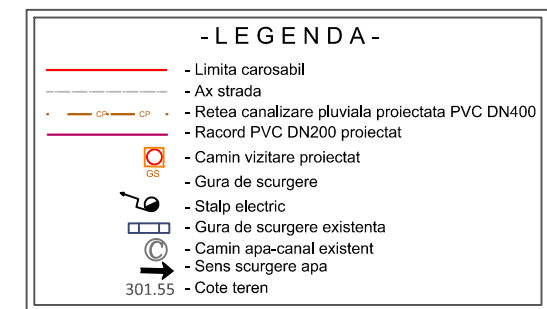 - L E G E N D A -
- Limita carosabil
- Ax strada
CP CP - Retea canalizare pluviala proiectata PVC DN400
- Racord PVC DN200 proiectat
- Camin vizitare proiectat
GS
- Gura de scurgere
- Stalp electric
- Gura de scurgere existenta
C - Camin apa-canal existent
- Sens scurgere apa
301.55 - Cote teren